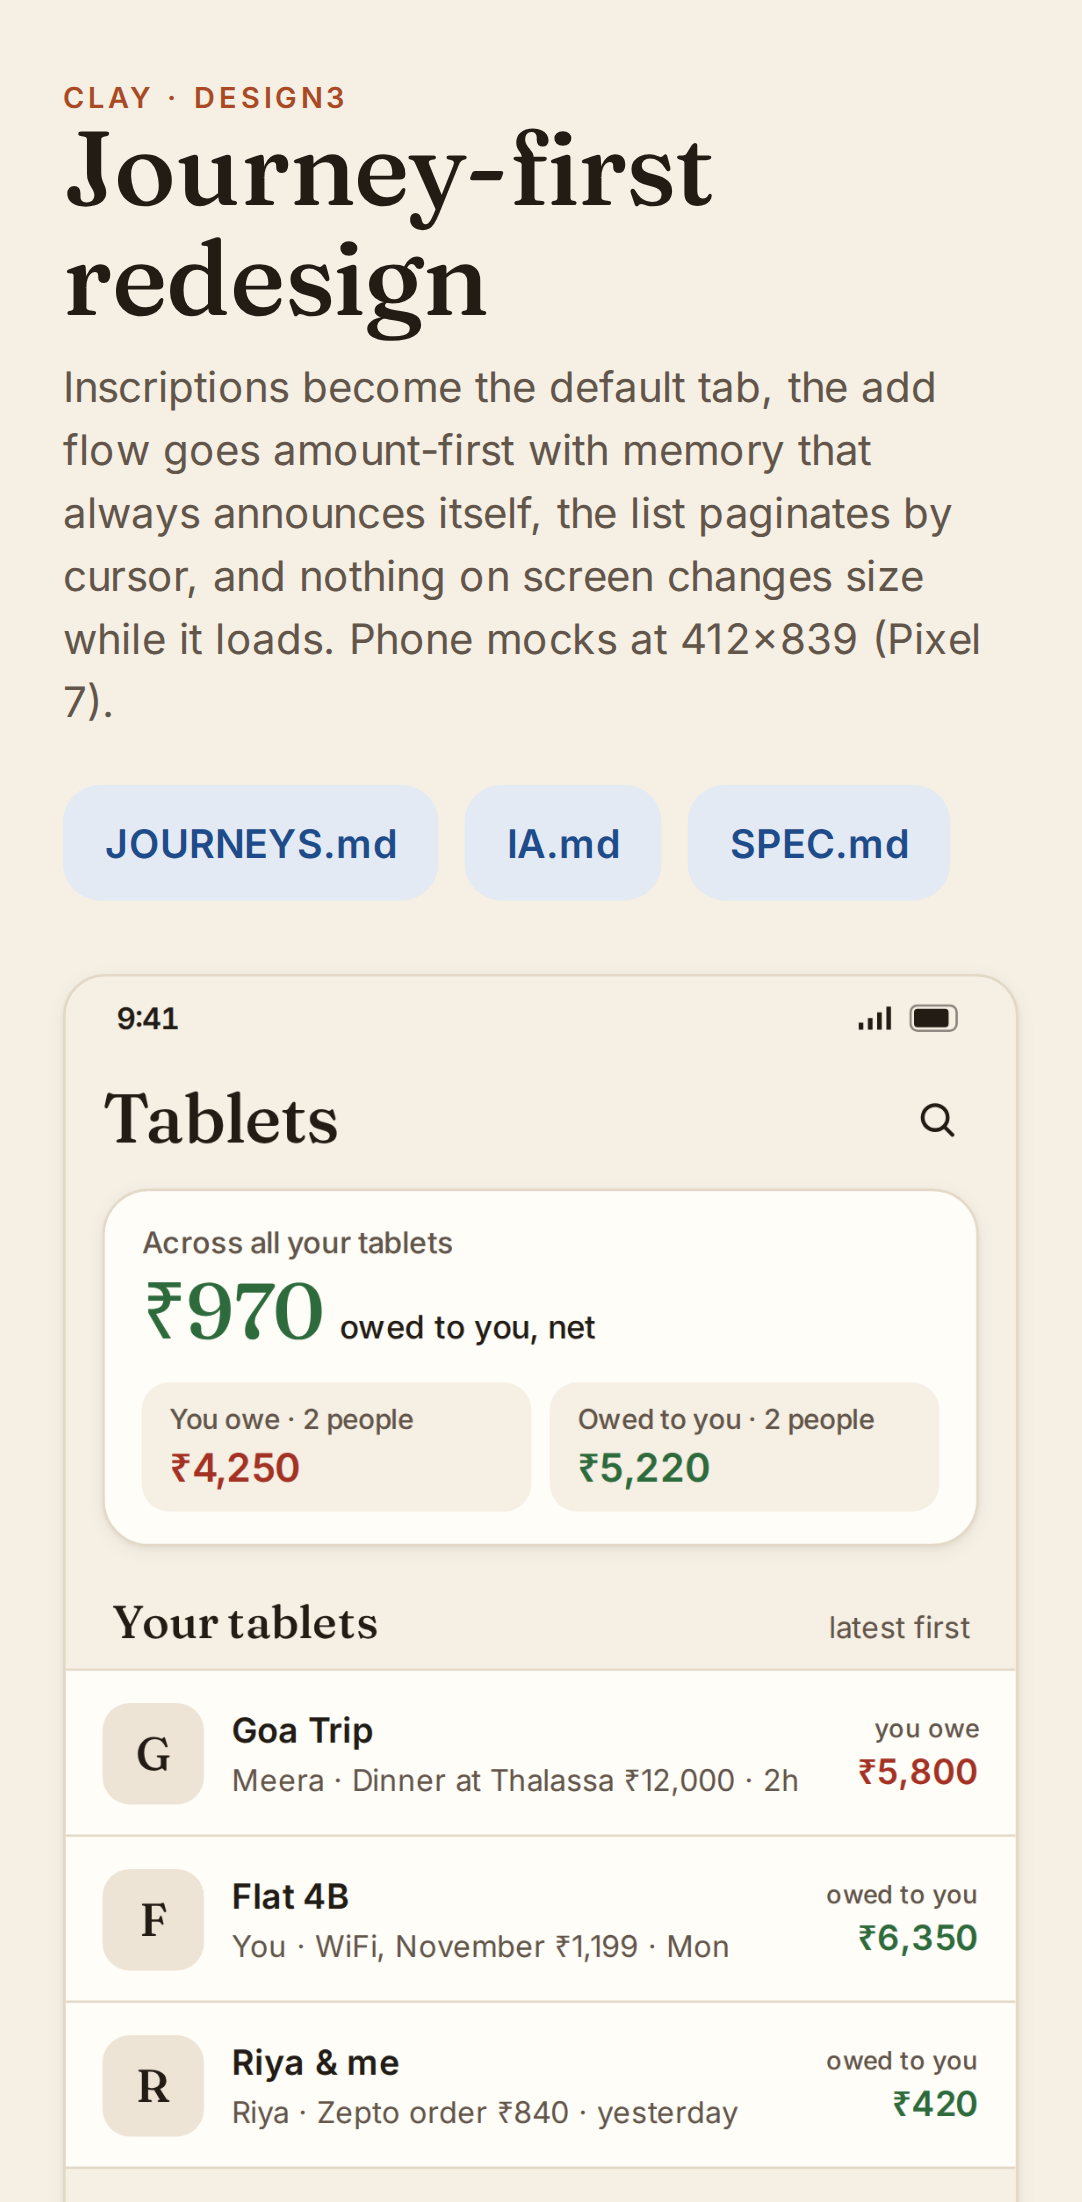 CLAY · DESIGN3
Journey-first
redesign
Inscriptions become the default tab, the add
flow goes amount-first with memory that
always announces itself, the list paginates by
cursor, and nothing on screen changes size
while it loads. Phone mocks at 412×839 (Pixel
7).
JOURNEYS.md IA.md SPEC.md
9:41
Tablets
Across all your tablets
₹970 owed to you, net
You owe · 2 people
₹4,250
Owed to you · 2 people
₹5,220
Your tablets latest first
G
Goa Trip
Meera · Dinner at Thalassa ₹12,000 · 2h
you owe
₹5,800
F
Flat 4B
You · WiFi, November ₹1,199 · Mon
owed to you
₹6,350
R
Riya & me
Riya · Zepto order ₹840 · yesterday
owed to you
₹420